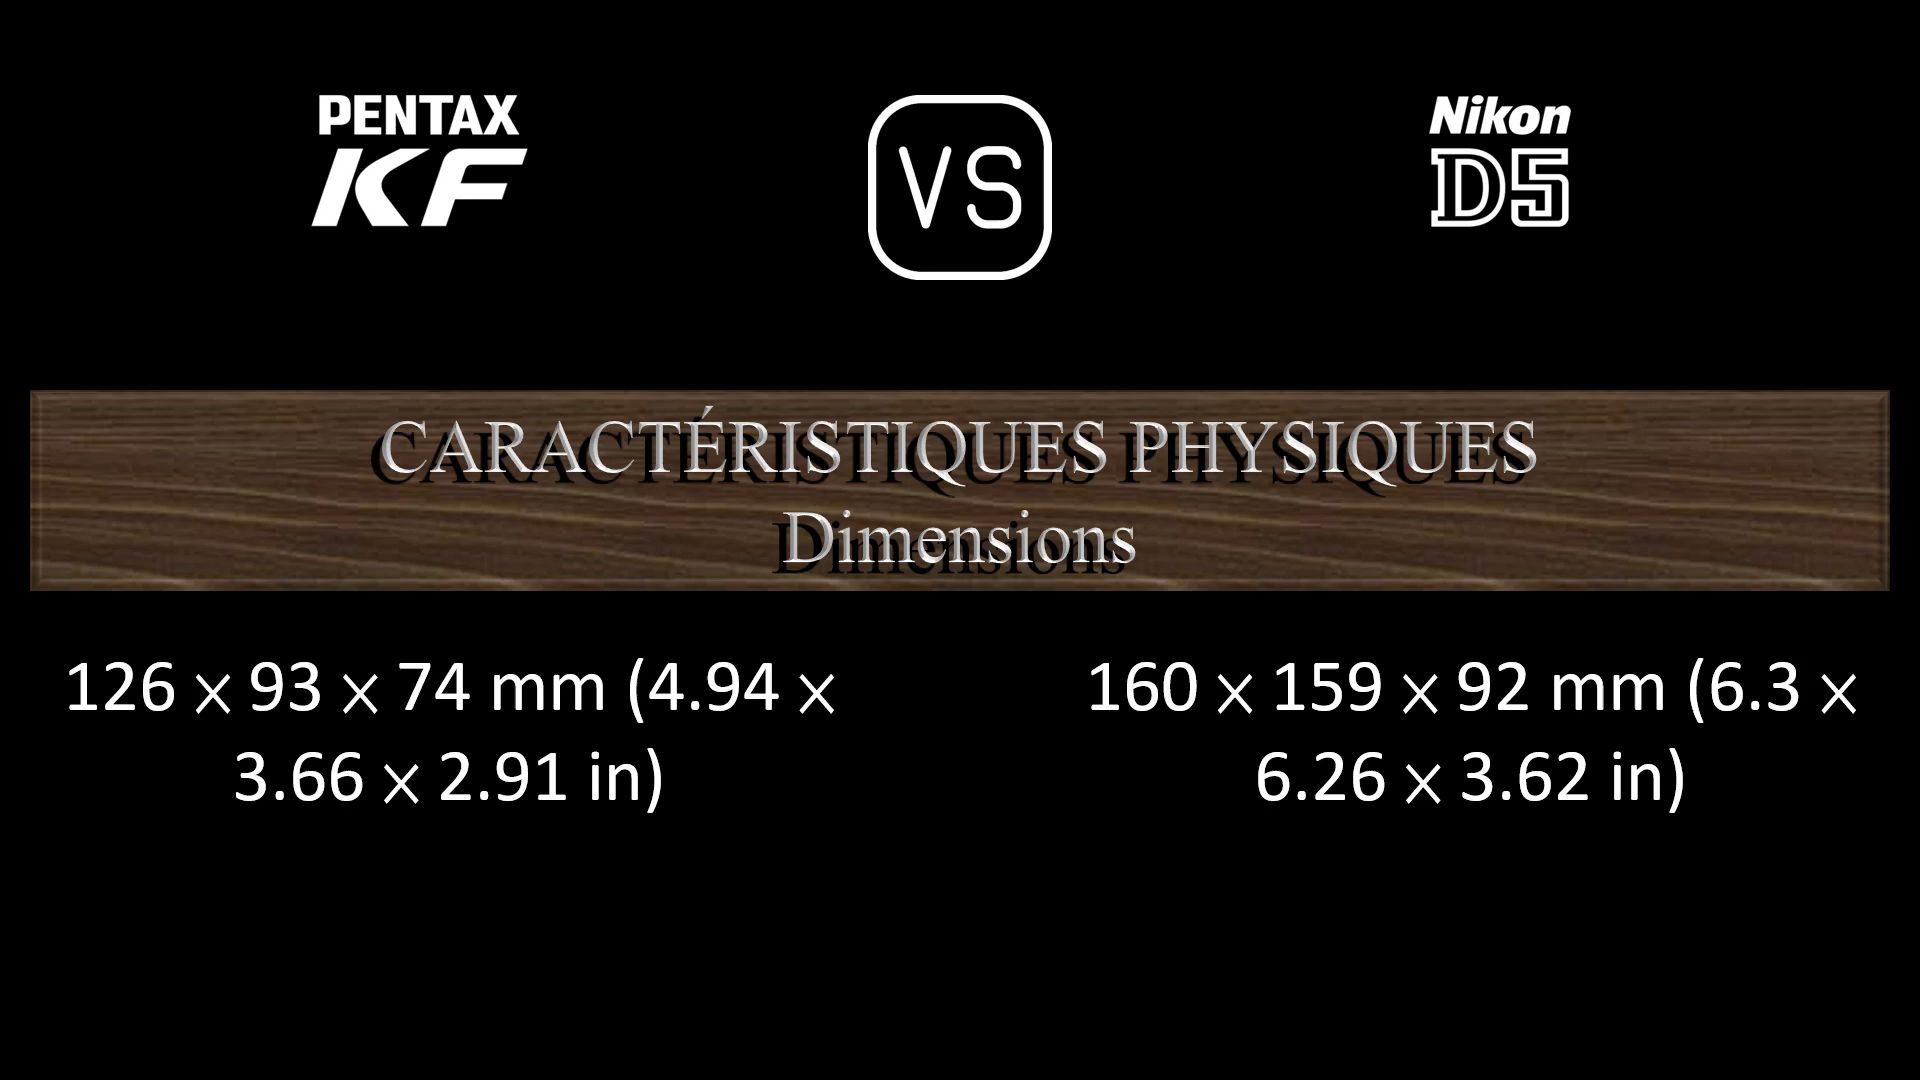 PENTAX
KF
VS
Nikon
D5
CARACTÉRISTIQUES PHYSIQUES
Dimensions
126 x 93 x 74 mm (4.94 x
3.66 x 2.91 in)
160 x 159 x 92 mm (6.3 x
6.26 x 3.62 in)